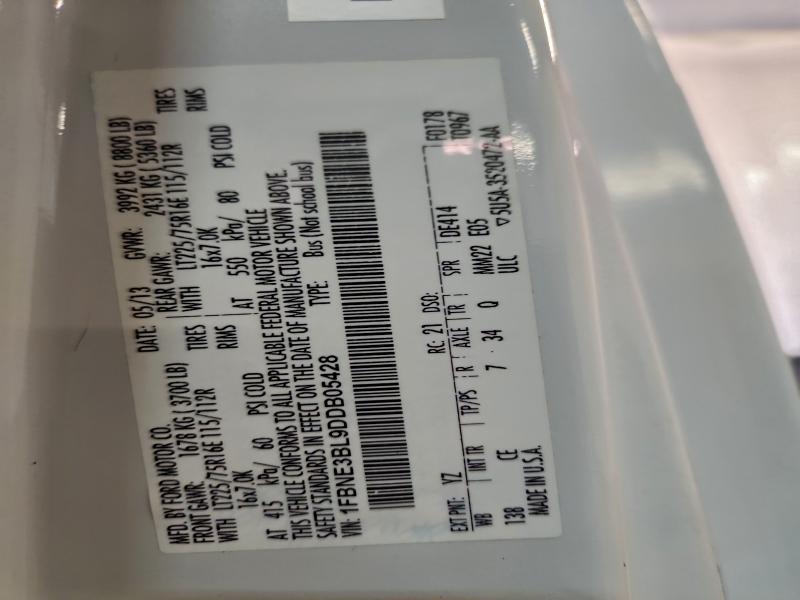 MFD. BY FORD MOTOR CO.
DATE: 05/13 GVWR: 3992 KG ( 8800 LB)
FRONT GAWR: 1678 KG ( 3700 LB) REAR GAWR: 2431 KG ( 5360 LB)
WITH LT225/75R16E 115/112R TIRES WITH LT225/75R16E 115/112R TIRES
16x7.0K RIMS 16x7.0K RIMS
AT 415 kPa/ 60 PSI COLD AT 550 kPa/ 80 PSI COLD
THIS VEHICLE CONFORMS TO ALL APPLICABLE FEDERAL MOTOR VEHICLE
SAFETY STANDARDS IN EFFECT ON THE DATE OF MANUFACTURE SHOWN ABOVE.
VIN: 1FBNE3BL9DDB05428 TYPE: Bus (Not school bus)
F0178
T0967
EXT PNT: YZ RC: 21 DSO:
WB INT TR TP/PS R AXLE TR SPR DE414
138 CE 7 34 Q MM22 E05
ULC
MADE IN U.S.A. ▽5U5A-3520472-AA